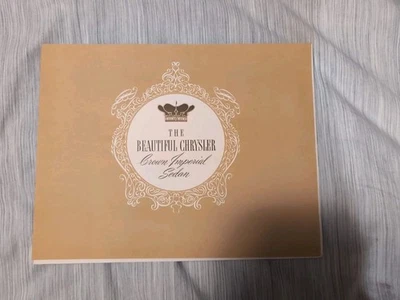 THE
BEAUTIFUL CHRYSLER
Crown Imperial
Sedan